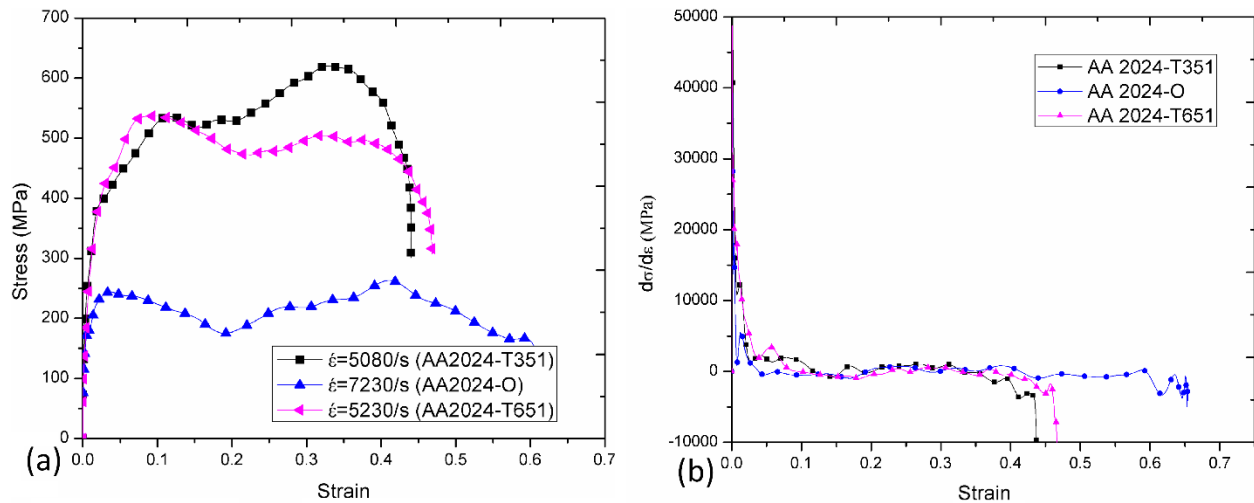 700
600
500
400
300
200
100
0
Stress (MPa)
έ=5080/s (AA2024-T351)
έ=7230/s (AA2024-O)
έ=5230/s (AA2024-T651)
0.0 0.1 0.2 0.3 0.4 0.5 0.6 0.7
Strain
(a)
50000
40000
30000
20000
10000
0
-10000
dσ/dε (MPa)
AA 2024-T351
AA 2024-O
AA 2024-T651
0.0 0.1 0.2 0.3 0.4 0.5 0.6 0.7
Strain
(b)